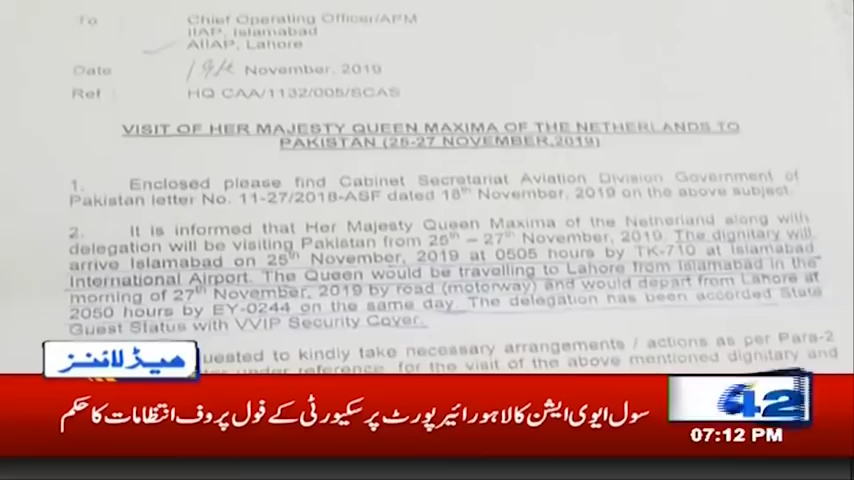 To
Chief Operating Officer/APM
IIAP, Islamabad
AIIAP, Lahore
Date
19th November, 2019
Ref
HQ CAA/1132/005/SCAS
VISIT OF HER MAJESTY QUEEN MAXIMA OF THE NETHERLANDS TO
PAKISTAN (25-27 NOVEMBER,2019)
1. Enclosed please find Cabinet Secretariat Aviation Division Government of
Pakistan letter No. 11-27/2018-ASF dated 18th November, 2019 on the above subject.
2. It is informed that Her Majesty Queen Maxima of the Netherland along with
delegation will be visiting Pakistan from 25th – 27th November, 2019. The dignitary will
arrive Islamabad on 25th November, 2019 at 0505 hours by TK-710 at Islamabad
International Airport. The Queen would be travelling to Lahore from Islamabad in the
morning of 27th November, 2019 by road (motorway) and would depart from Lahore at
2050 hours by EY-0244 on the same day. The delegation has been accorded State
Guest Status with VVIP Security Cover.
uested to kindly take necessary arrangements / actions as per Para-2
under reference, for the visit of the above mentioned dignitary and
ہیڈلائنز
سول ایوی ایشن کا لاہور ائیرپورٹ پر سکیورٹی کے فول پروف انتظامات کا حکم
42
07:12 PM